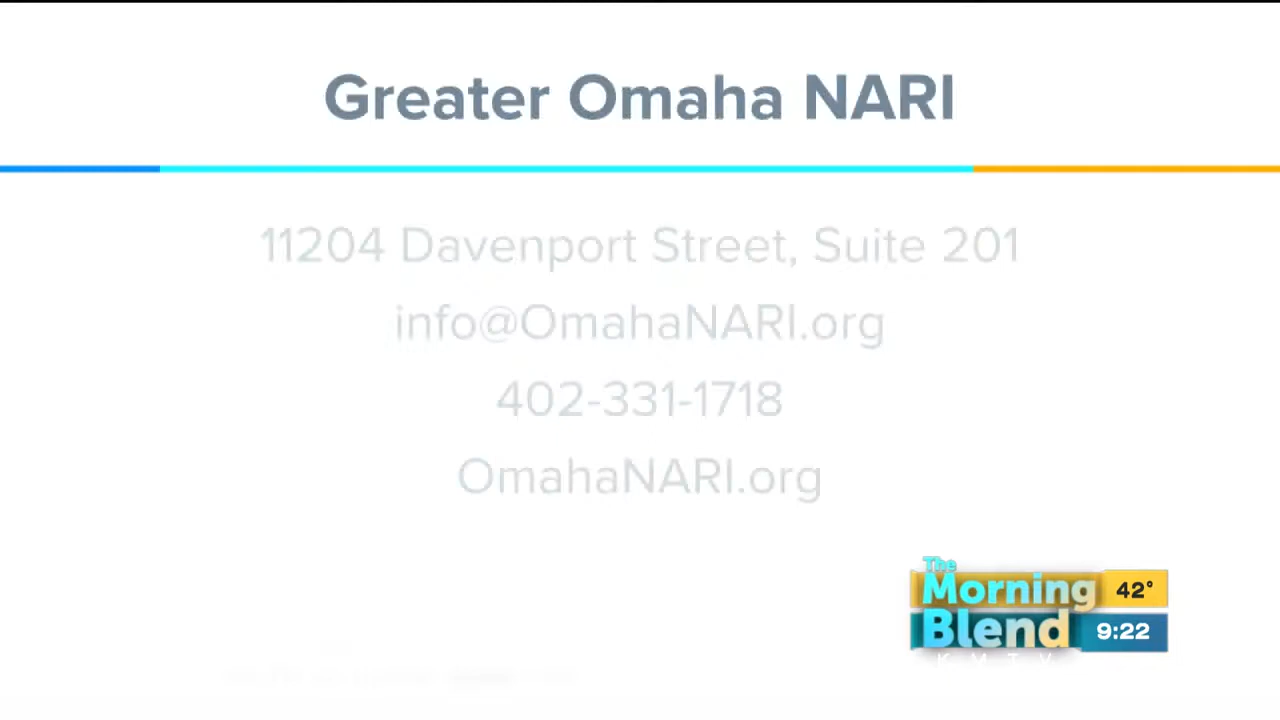 Greater Omaha NARI
11204 Davenport Street, Suite 201
info@OmahaNARI.org
402-331-1718
OmahaNARI.org
The
Morning
42°
Blend
9:22
KMTV